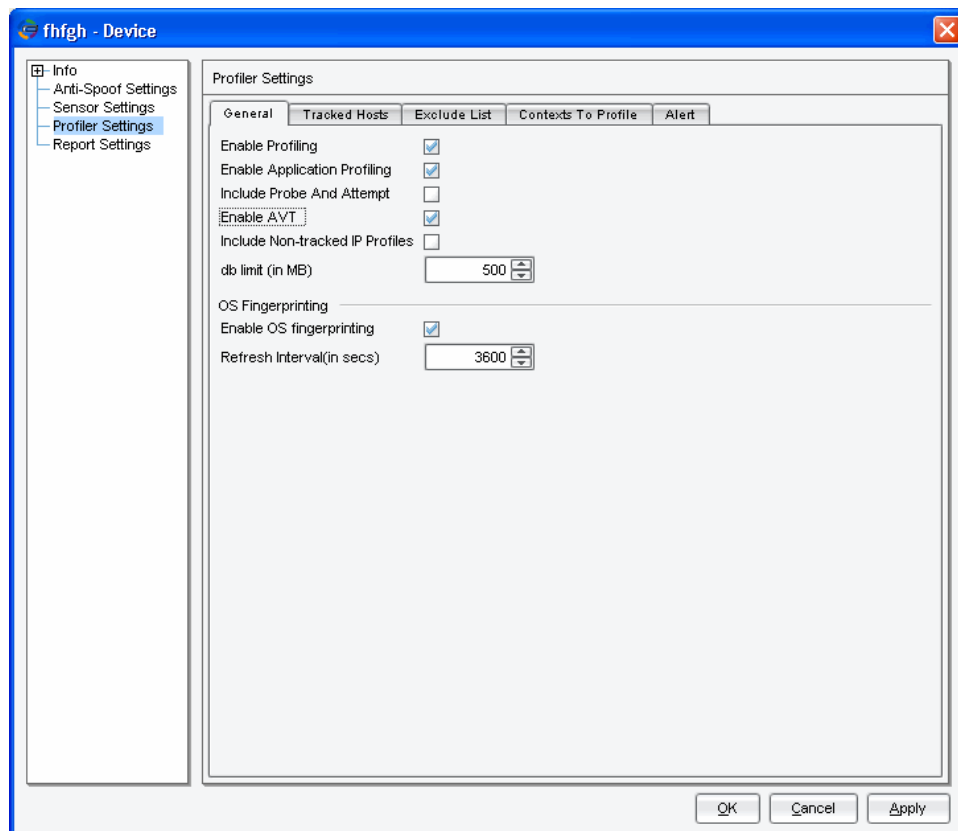 fhfgh - Device
Info
Anti-Spoof Settings
Sensor Settings
Profiler Settings
Report Settings
Profiler Settings
General Tracked Hosts Exclude List Contexts To Profile Alert
Enable Profiling
Enable Application Profiling
Include Probe And Attempt
Enable AVT
Include Non-tracked IP Profiles
db limit (in MB) 500
OS Fingerprinting
Enable OS fingerprinting
Refresh Interval(in secs) 3600
OK Cancel Apply